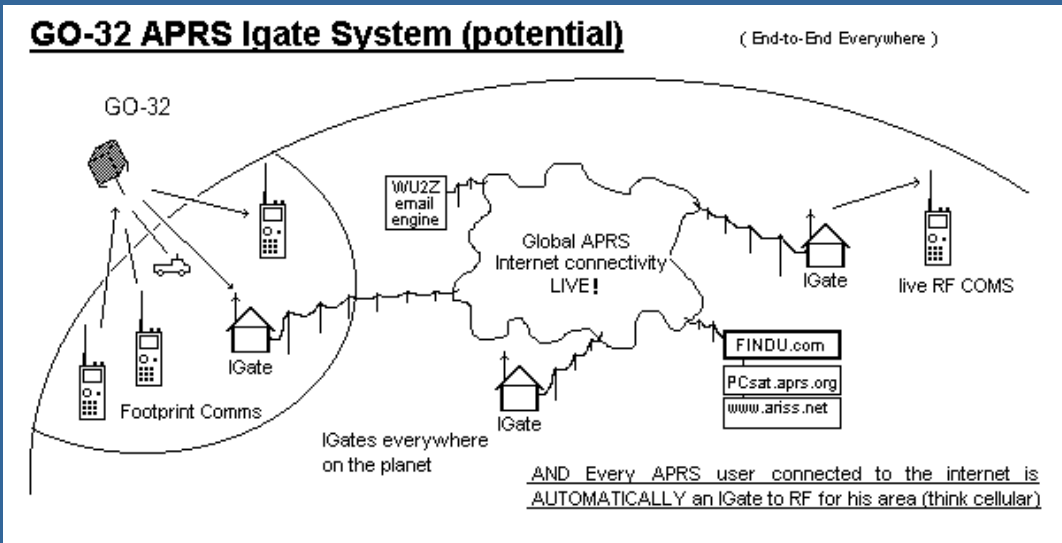 GO-32 APRS Igate System (potential)
( End-to-End Everywhere )
GO-32
WU2Z
email
engine
Global APRS
Internet connectivity
LIVE!
IGate
live RF COMS
IGate
Footprint Comms
FINDU.com
PCsat.aprs.org
www.ariss.net
IGate
IGates everywhere
on the planet
AND Every APRS user connected to the internet is
AUTOMATICALLY an IGate to RF for his area (think cellular)